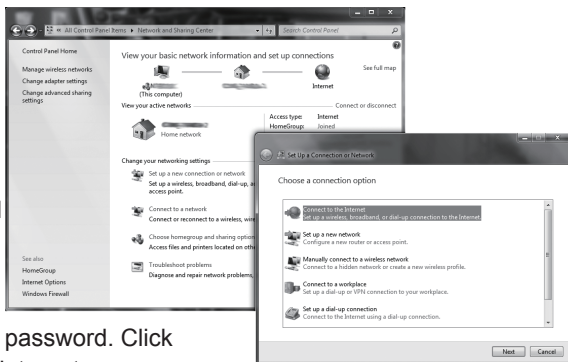 All Control Panel Items ▸ Network and Sharing Center
Search Control Panel
Control Panel Home
Manage wireless networks
Change adapter settings
Change advanced sharing
settings
See also
HomeGroup
Internet Options
Windows Firewall
View your basic network information and set up connections
See full map
(This computer)
Internet
View your active networks
Connect or disconnect
Home network
Access type: Internet
HomeGroup: Joined
Change your networking settings
Set up a new connection or network
Set up a wireless, broadband, dial-up, a
access point.
Connect to a network
Connect or reconnect to a wireless, wire
Choose homegroup and sharing option
Access files and printers located on othe
Troubleshoot problems
Diagnose and repair network problems,
Set Up a Connection or Network
Choose a connection option
Connect to the Internet
Set up a wireless, broadband, or dial-up connection to the Internet.
Set up a new network
Configure a new router or access point.
Manually connect to a wireless network
Connect to a hidden network or create a new wireless profile.
Connect to a workplace
Set up a dial-up or VPN connection to your workplace.
Set up a dial-up connection
Connect to the Internet using a dial-up connection.
Next
Cancel
password. Click